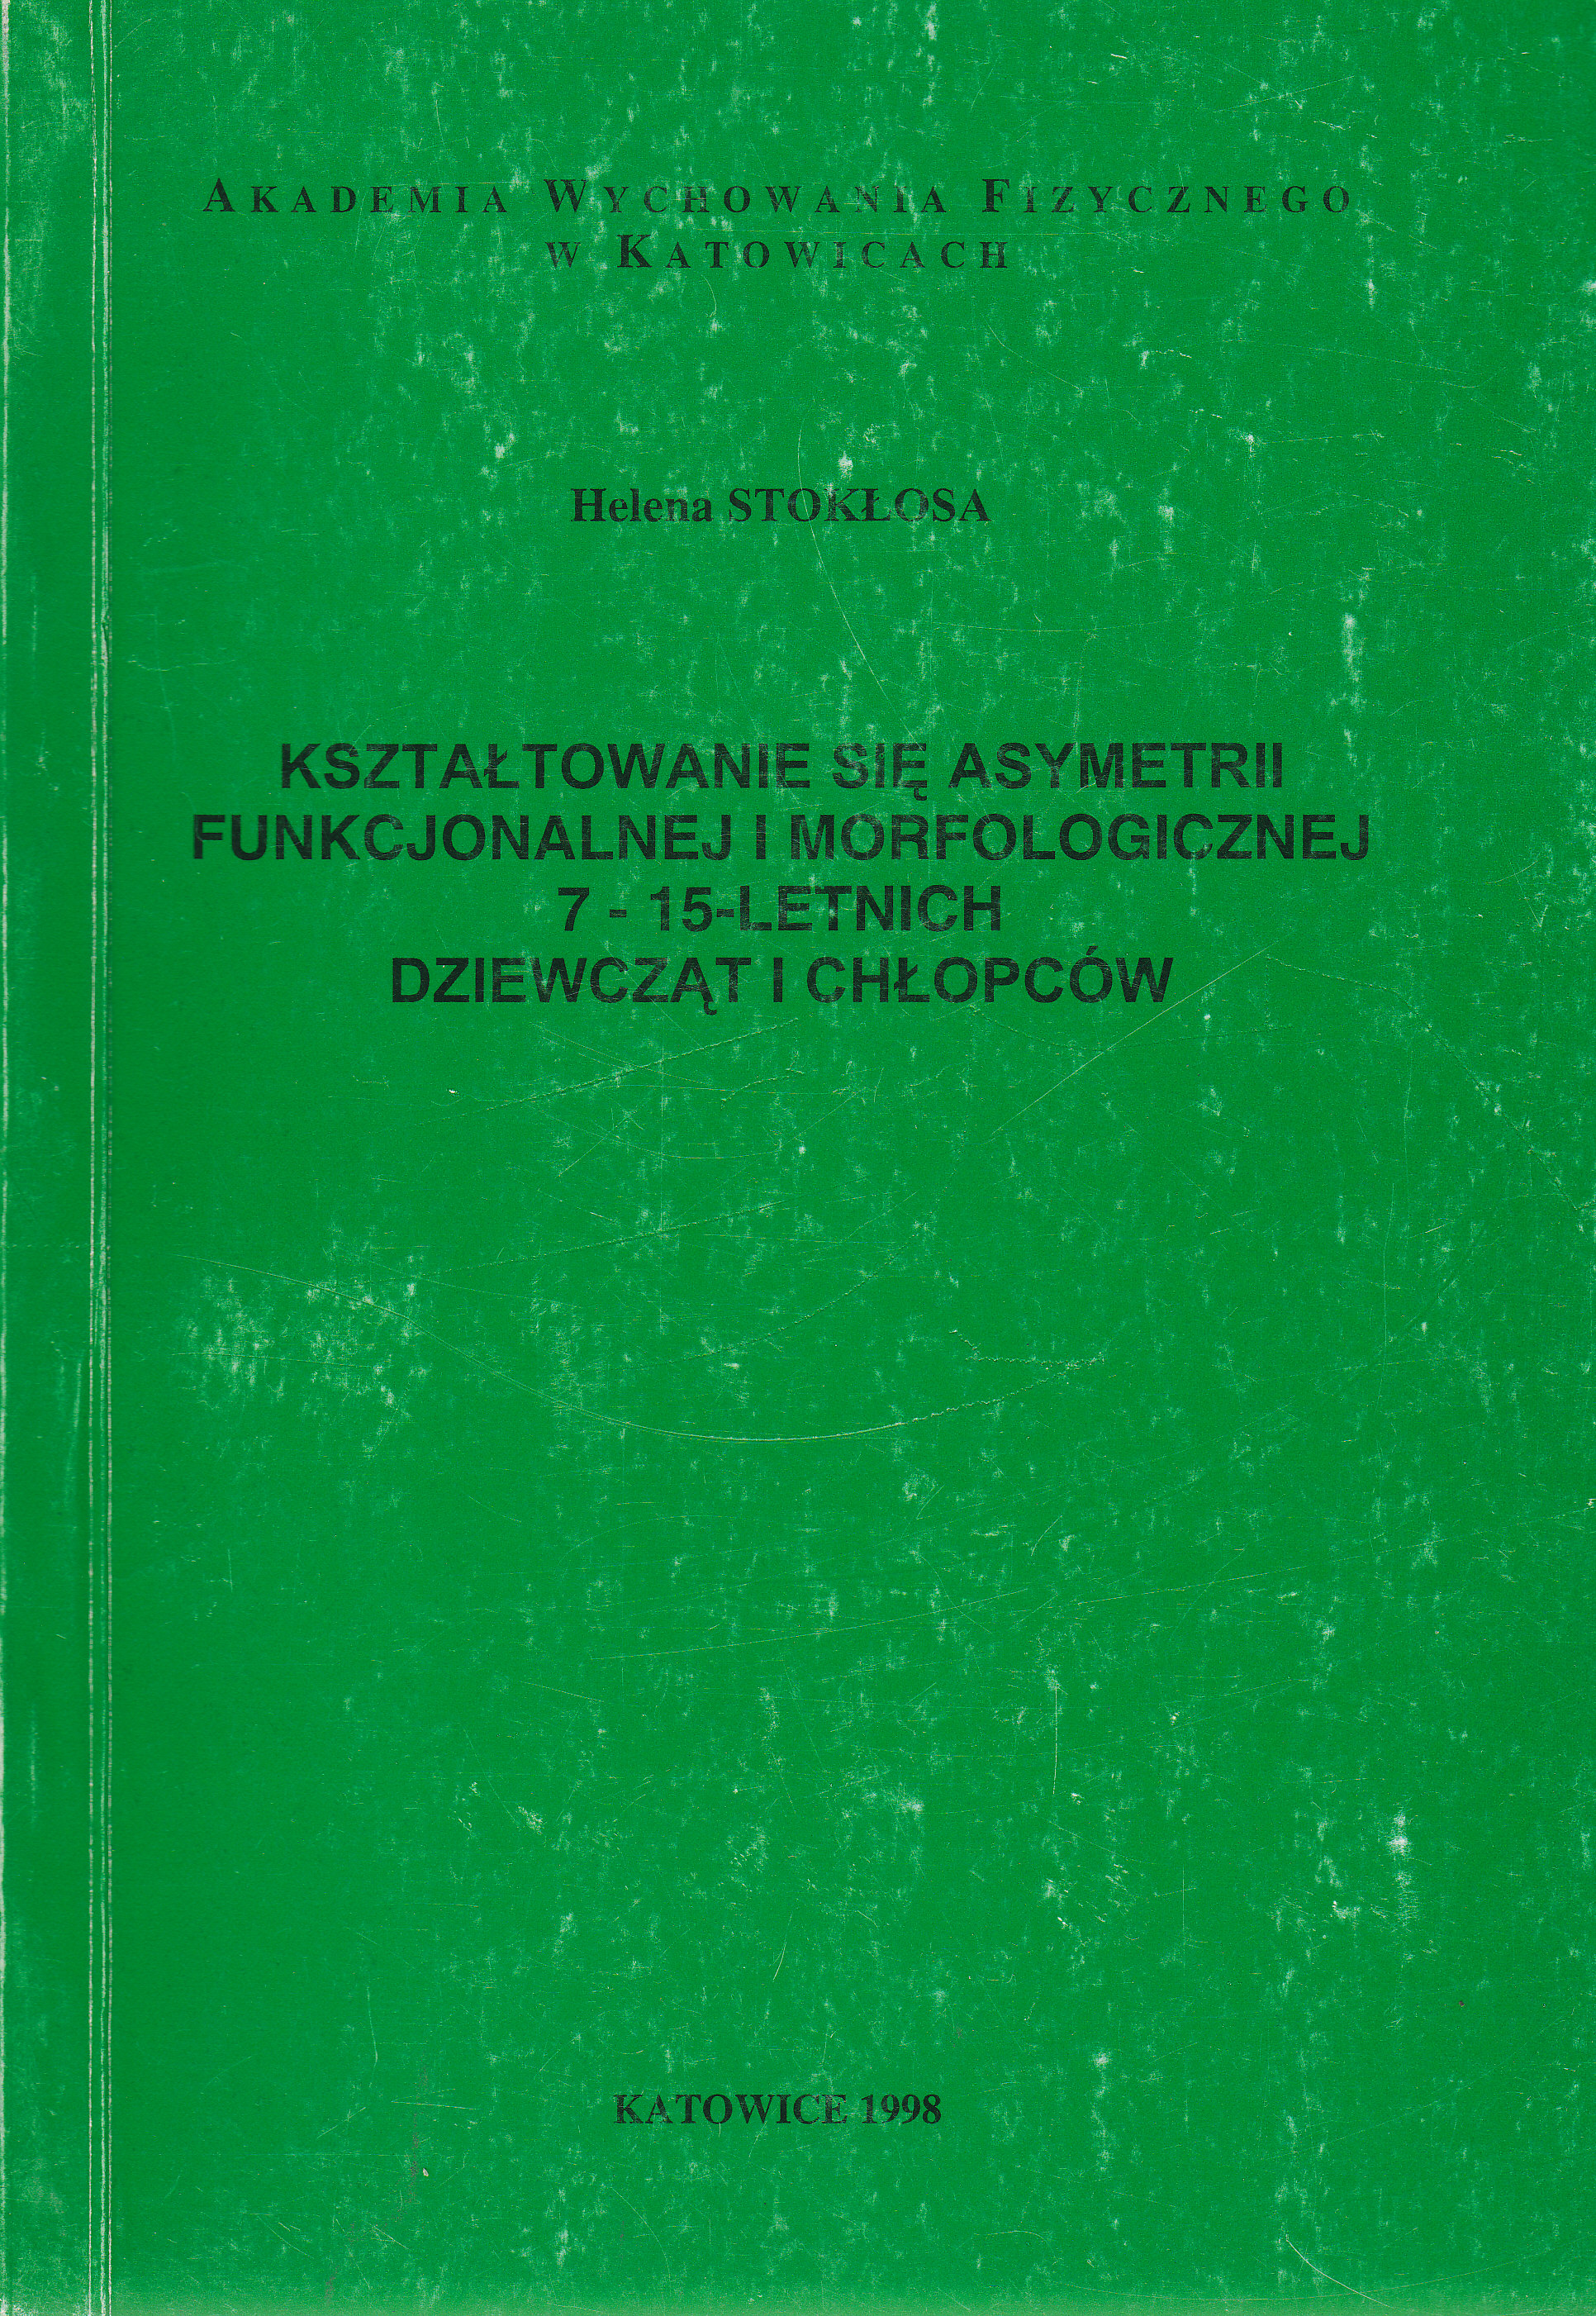 AKADEMIA WYCHOWANIA FIZYCZNEGO
W KATOWICACH
Helena STOKŁOSA
KSZTAŁTOWANIE SIĘ ASYMETRII
FUNKCJONALNEJ I MORFOLOGICZNEJ
7 - 15-LETNICH
DZIEWCZĄT I CHŁOPCÓW
KATOWICE 1998